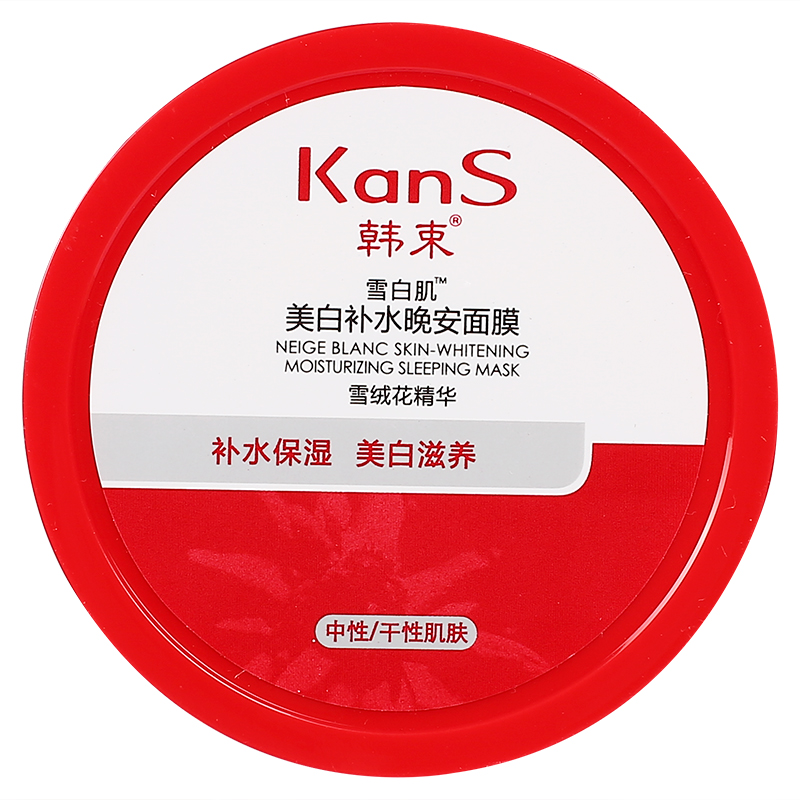 KanS
韩束®
雪白肌™
美白补水晚安面膜
NEIGE BLANC SKIN-WHITENING
MOISTURIZING SLEEPING MASK
雪绒花精华
补水保湿 美白滋养
中性/干性肌肤